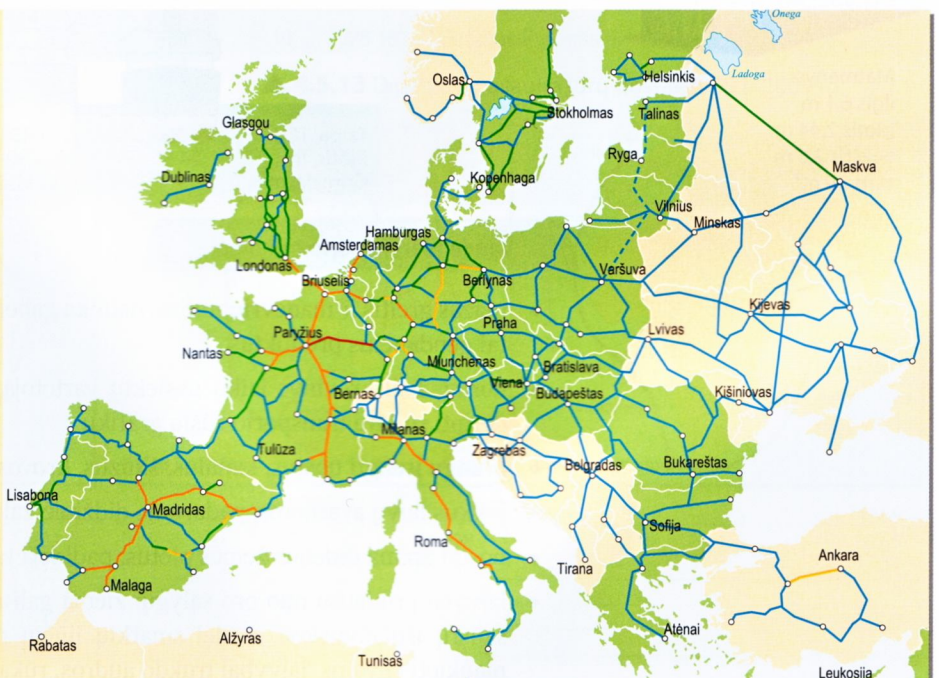 Onega
Ladoga
Oslas
Helsinkis
Stokholmas
Talinas
Glasgou
Ryga
Maskva
Dublinas
Kopenhaga
Vilnius
Minskas
Hamburgas
Amsterdamas
Londonas
Briuselis
Berlynas
Varšuva
Kijevas
Paryžius
Praha
Lvivas
Nantas
Miunchenas
Bratislava
Viena
Budapeštas
Bernas
Kišiniovas
Milanas
Tulūza
Zagrebas
Belgradas
Bukareštas
Lisabona
Madridas
Sofija
Roma
Tirana
Ankara
Malaga
Atėnai
Rabatas
Alžyras
Tunisas
Leukosija